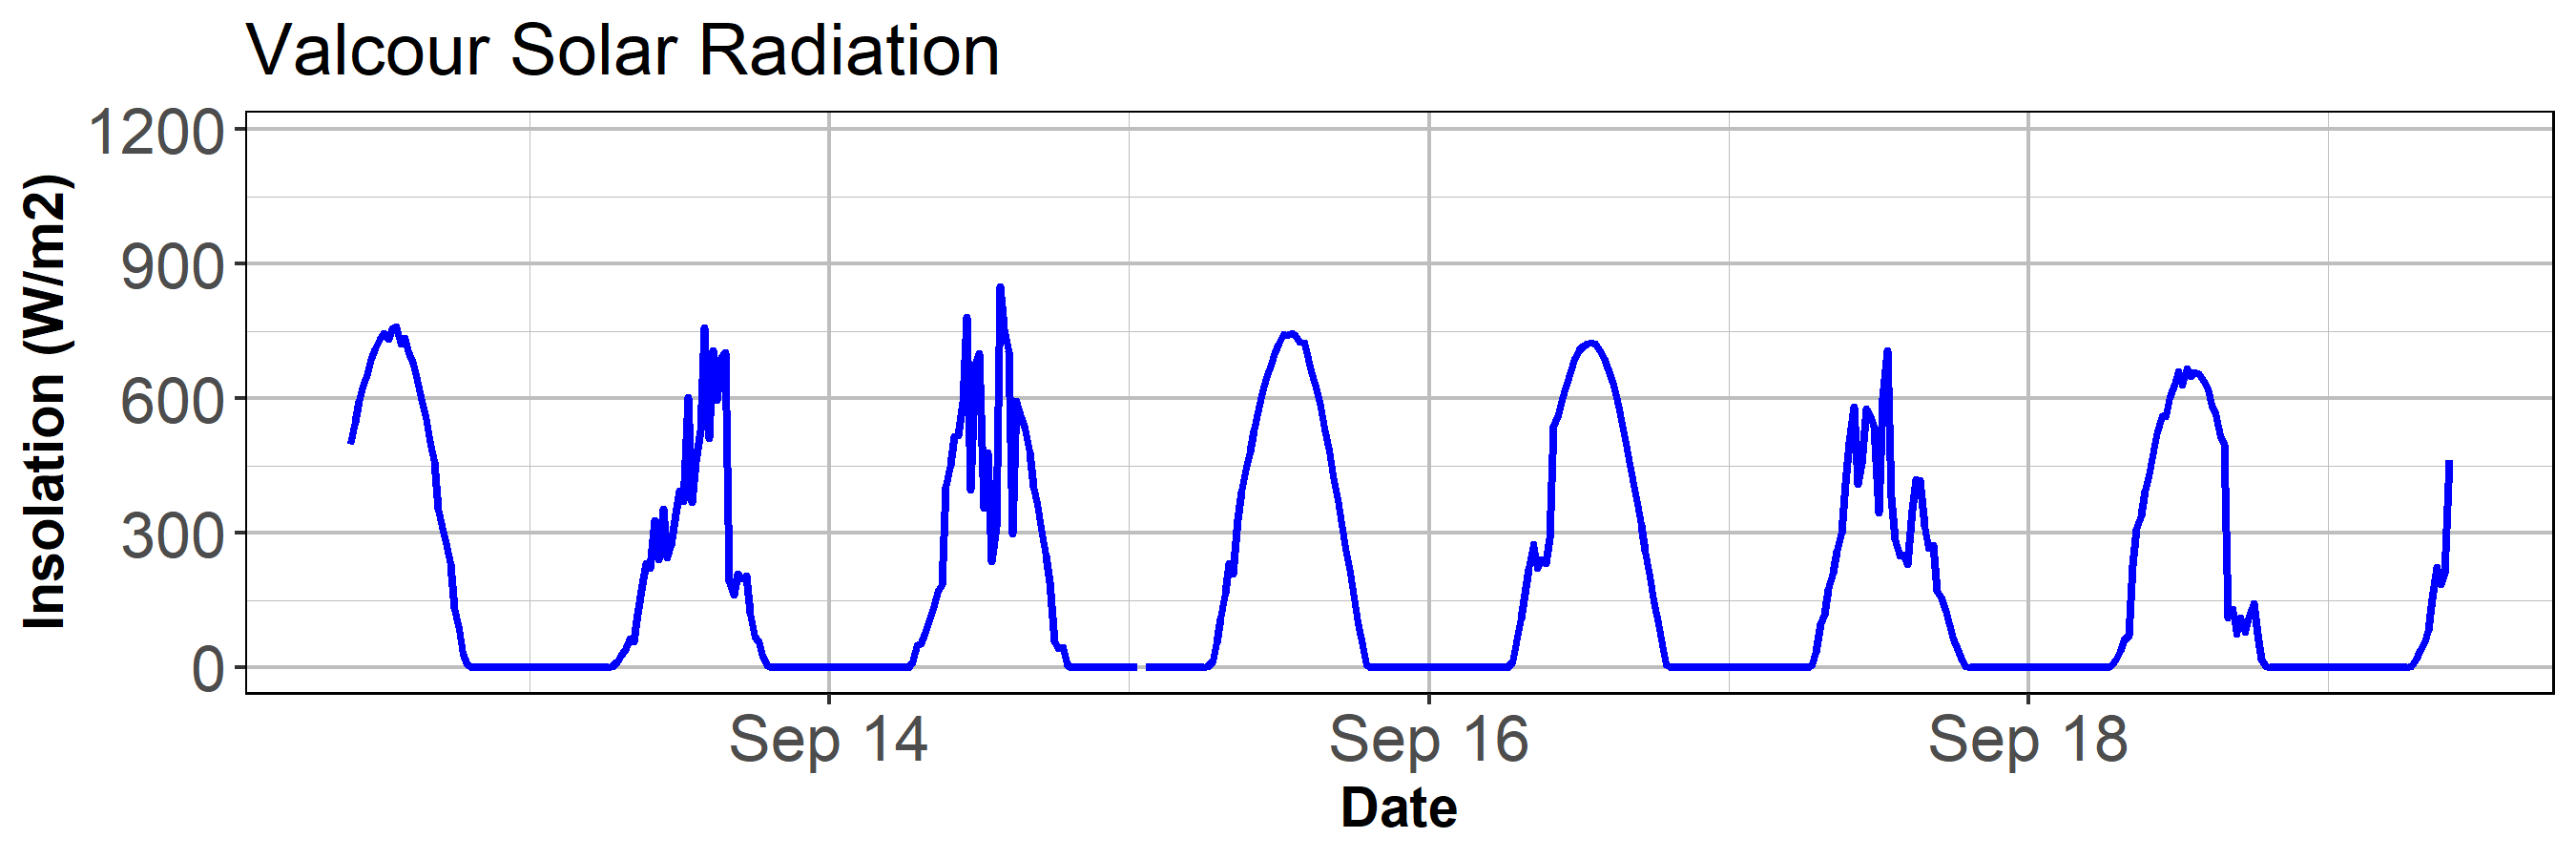 Valcour Solar Radiation
1200
900
600
300
0
Insolation (W/m2)
Sep 14
Sep 16
Sep 18
Date